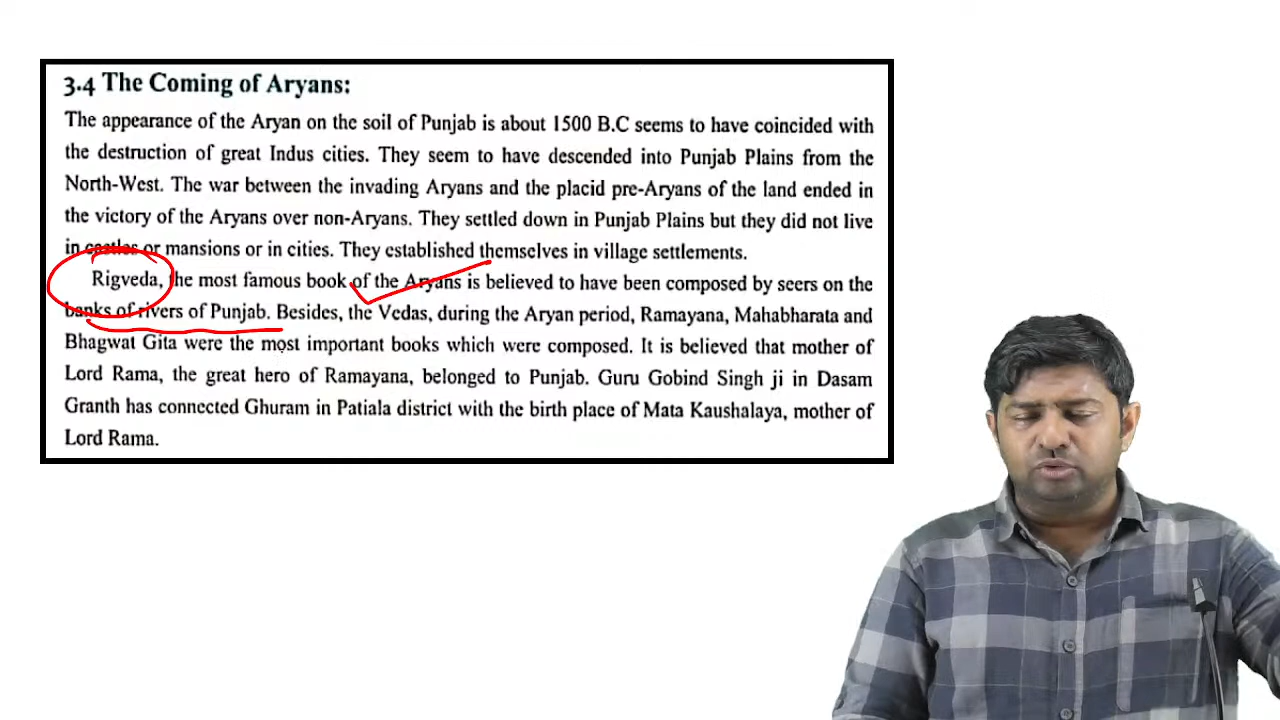 3.4 The Coming of Aryans:
The appearance of the Aryan on the soil of Punjab is about 1500 B.C seems to have coincided with
the destruction of great Indus cities. They seem to have descended into Punjab Plains from the
North-West. The war between the invading Aryans and the placid pre-Aryans of the land ended in
the victory of the Aryans over non-Aryans. They settled down in Punjab Plains but they did not live
in castles or mansions or in cities. They established themselves in village settlements.
Rigveda, the most famous book of the Aryans is believed to have been composed by seers on the
banks of rivers of Punjab. Besides, the Vedas, during the Aryan period, Ramayana, Mahabharata and
Bhagwat Gita were the most important books which were composed. It is believed that mother of
Lord Rama, the great hero of Ramayana, belonged to Punjab. Guru Gobind Singh ji in Dasam
Granth has connected Ghuram in Patiala district with the birth place of Mata Kaushalaya, mother of
Lord Rama.